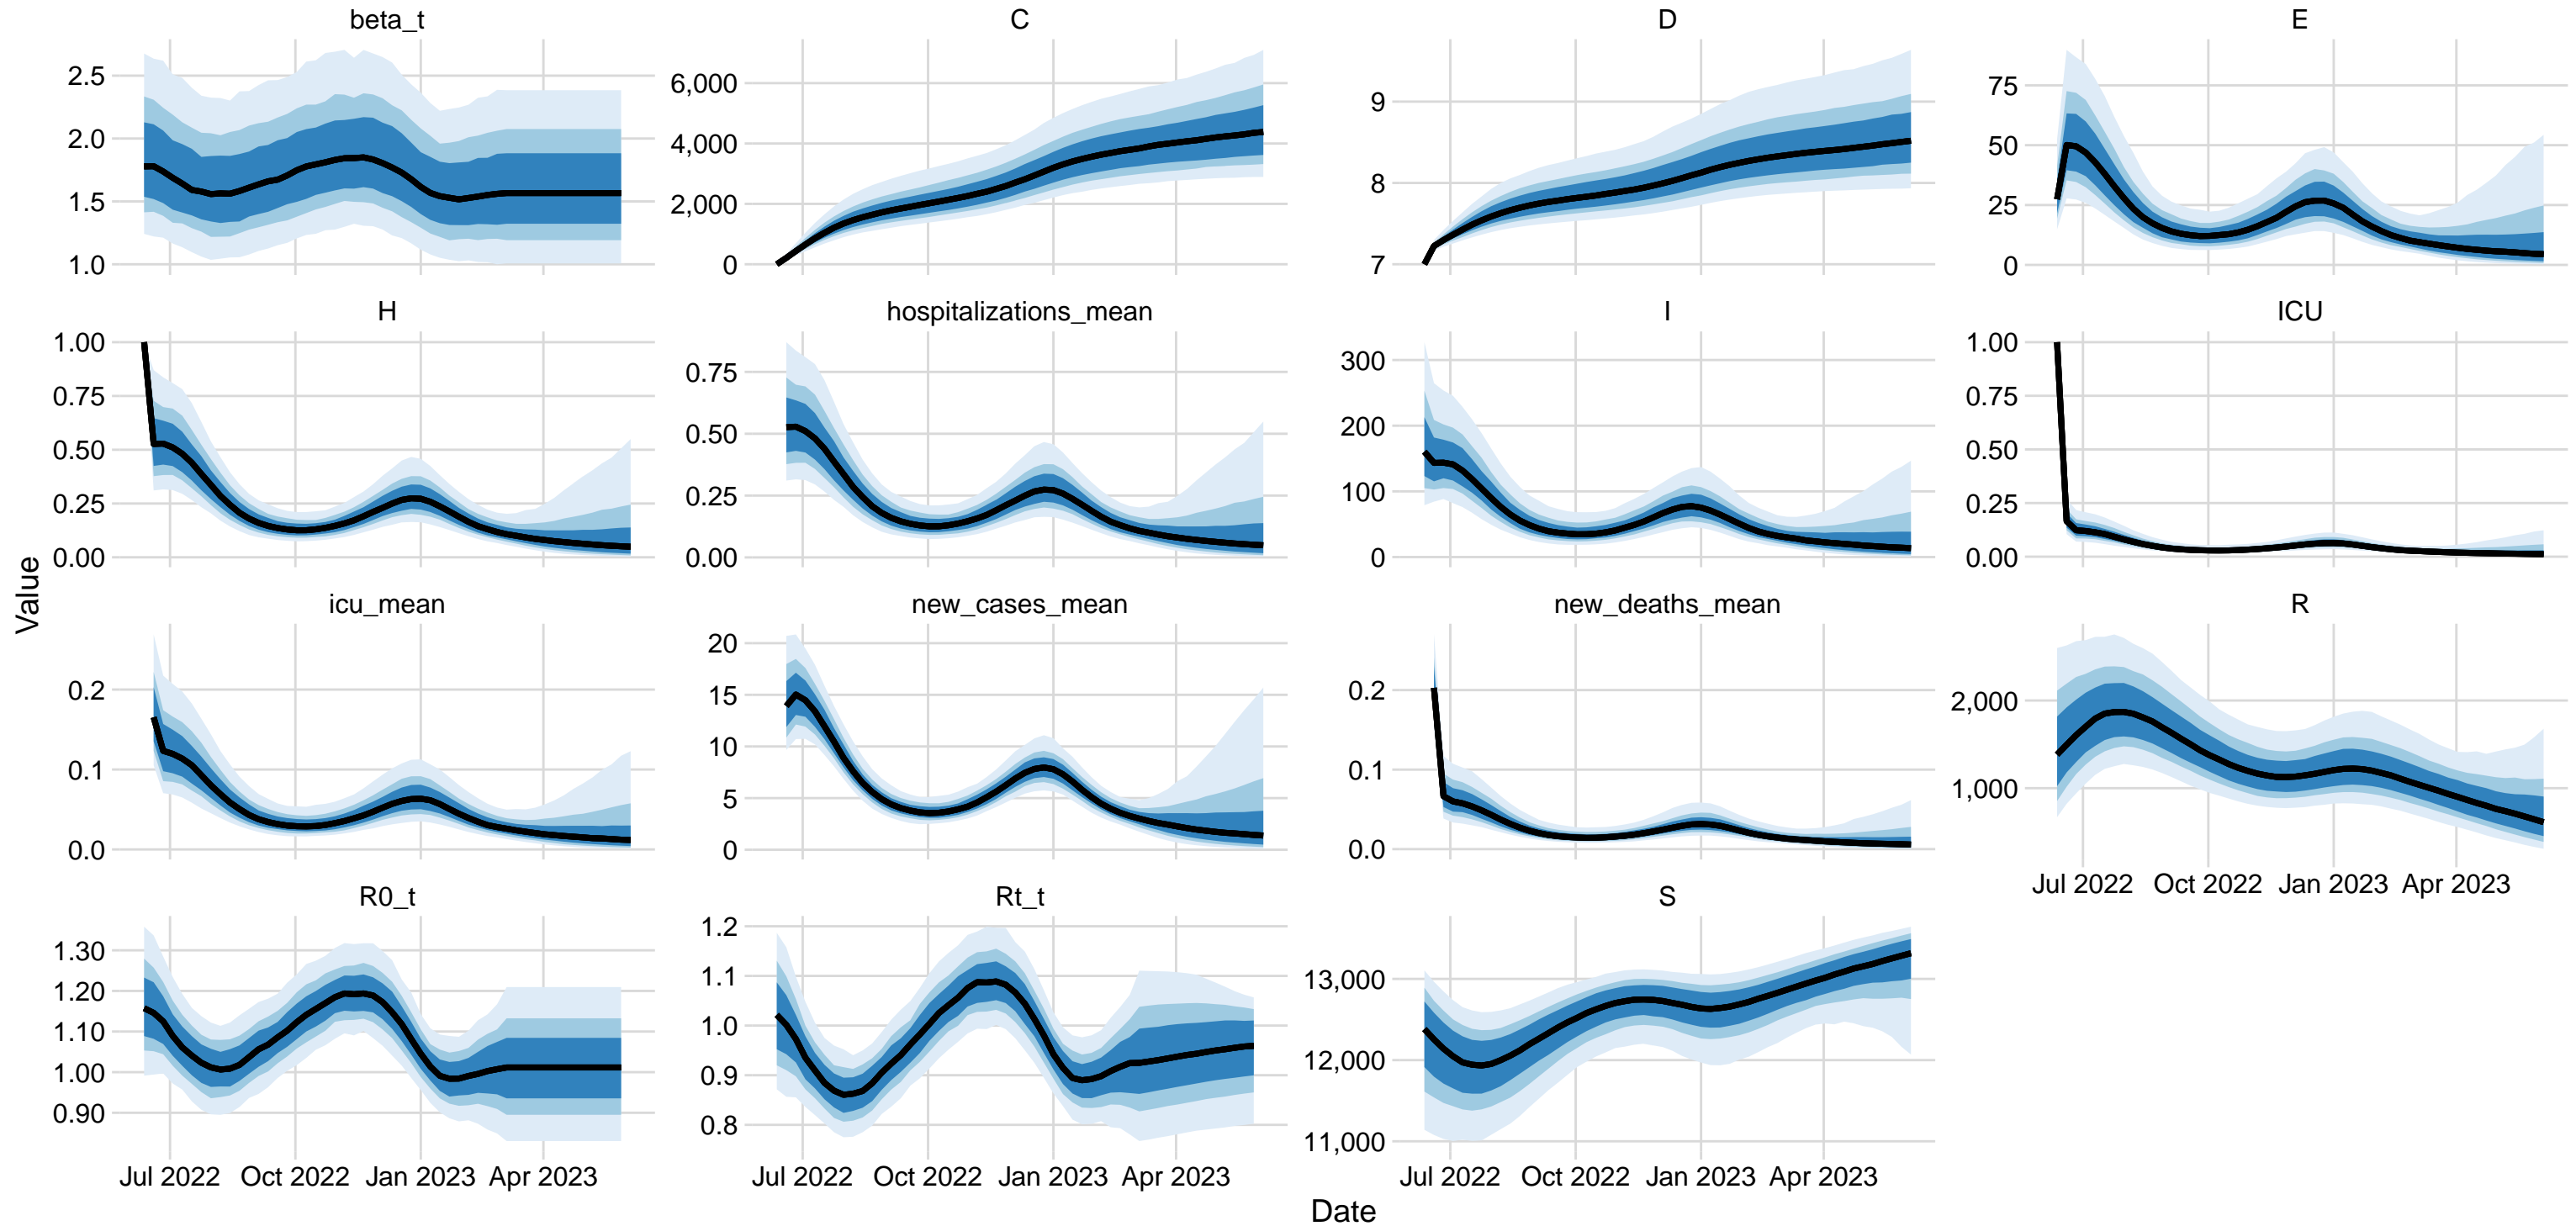 beta_t C D E
2.5 6,000 9 75
2.0 4,000 50
1.5 2,000 8 25
1.0 0 7 0
H hospitalizations_mean I ICU
1.00 0.75 300 1.00
0.75 0.50 200 0.75
0.50 0.25 100 0.50
0.25 0.25
0.00 0.00 0 0.00
Value
icu_mean new_cases_mean new_deaths_mean R
0.2 20 0.2 2,000
15
0.1 10 0.1 1,000
5
0.0 0 0.0
Jul 2022 Oct 2022 Jan 2023 Apr 2023
R0_t Rt_t S
1.30 1.2 13,000
1.20 1.1
1.10 1.0 12,000
1.00 0.9
0.90 0.8 11,000
Jul 2022 Oct 2022 Jan 2023 Apr 2023 Jul 2022 Oct 2022 Jan 2023 Apr 2023 Jul 2022 Oct 2022 Jan 2023 Apr 2023
Date